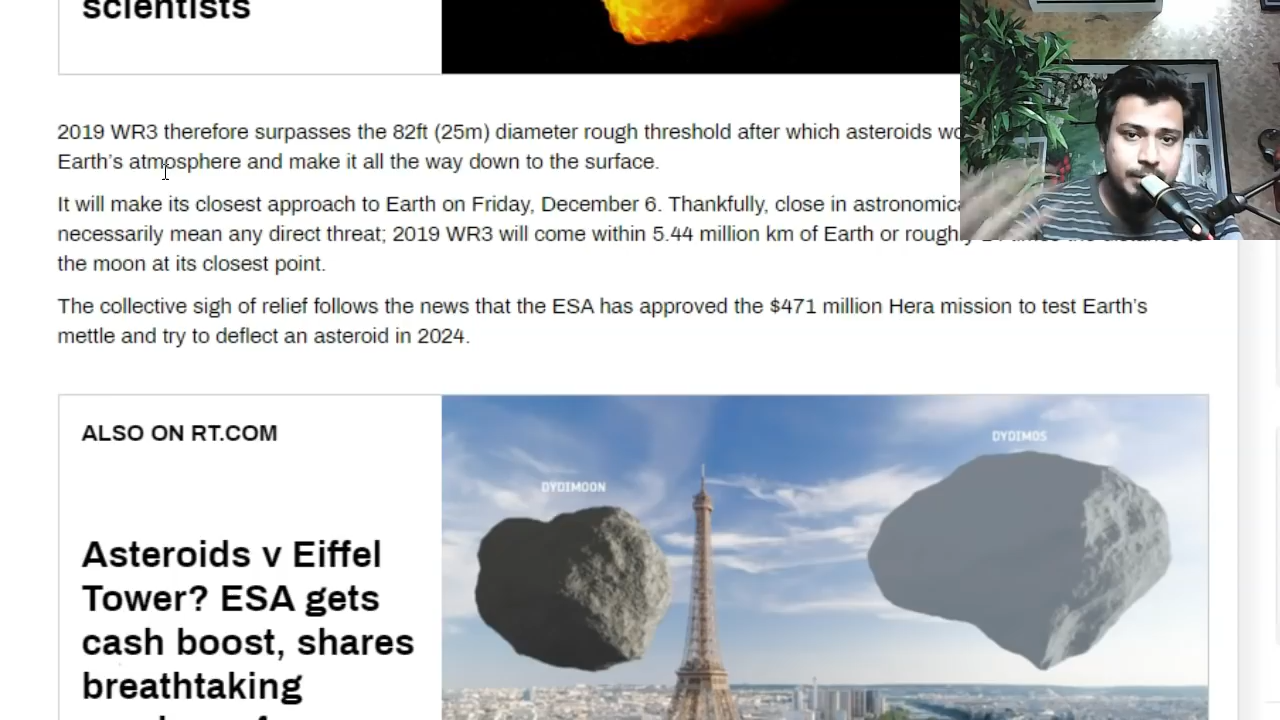 scientists
2019 WR3 therefore surpasses the 82ft (25m) diameter rough threshold after which asteroids
Earth's atmosphere and make it all the way down to the surface.
It will make its closest approach to Earth on Friday, December 6. Thankfully, close in
necessarily mean any direct threat; 2019 WR3 will come within 5.44 million km of Earth or roughly
the moon at its closest point.
The collective sigh of relief follows the news that the ESA has approved the $471 million Hera mission to test Earth's
mettle and try to deflect an asteroid in 2024.
ALSO ON RT.COM
DYDIMOS
DYDIMOON
Asteroids v Eiffel
Tower? ESA gets
cash boost, shares
breathtaking